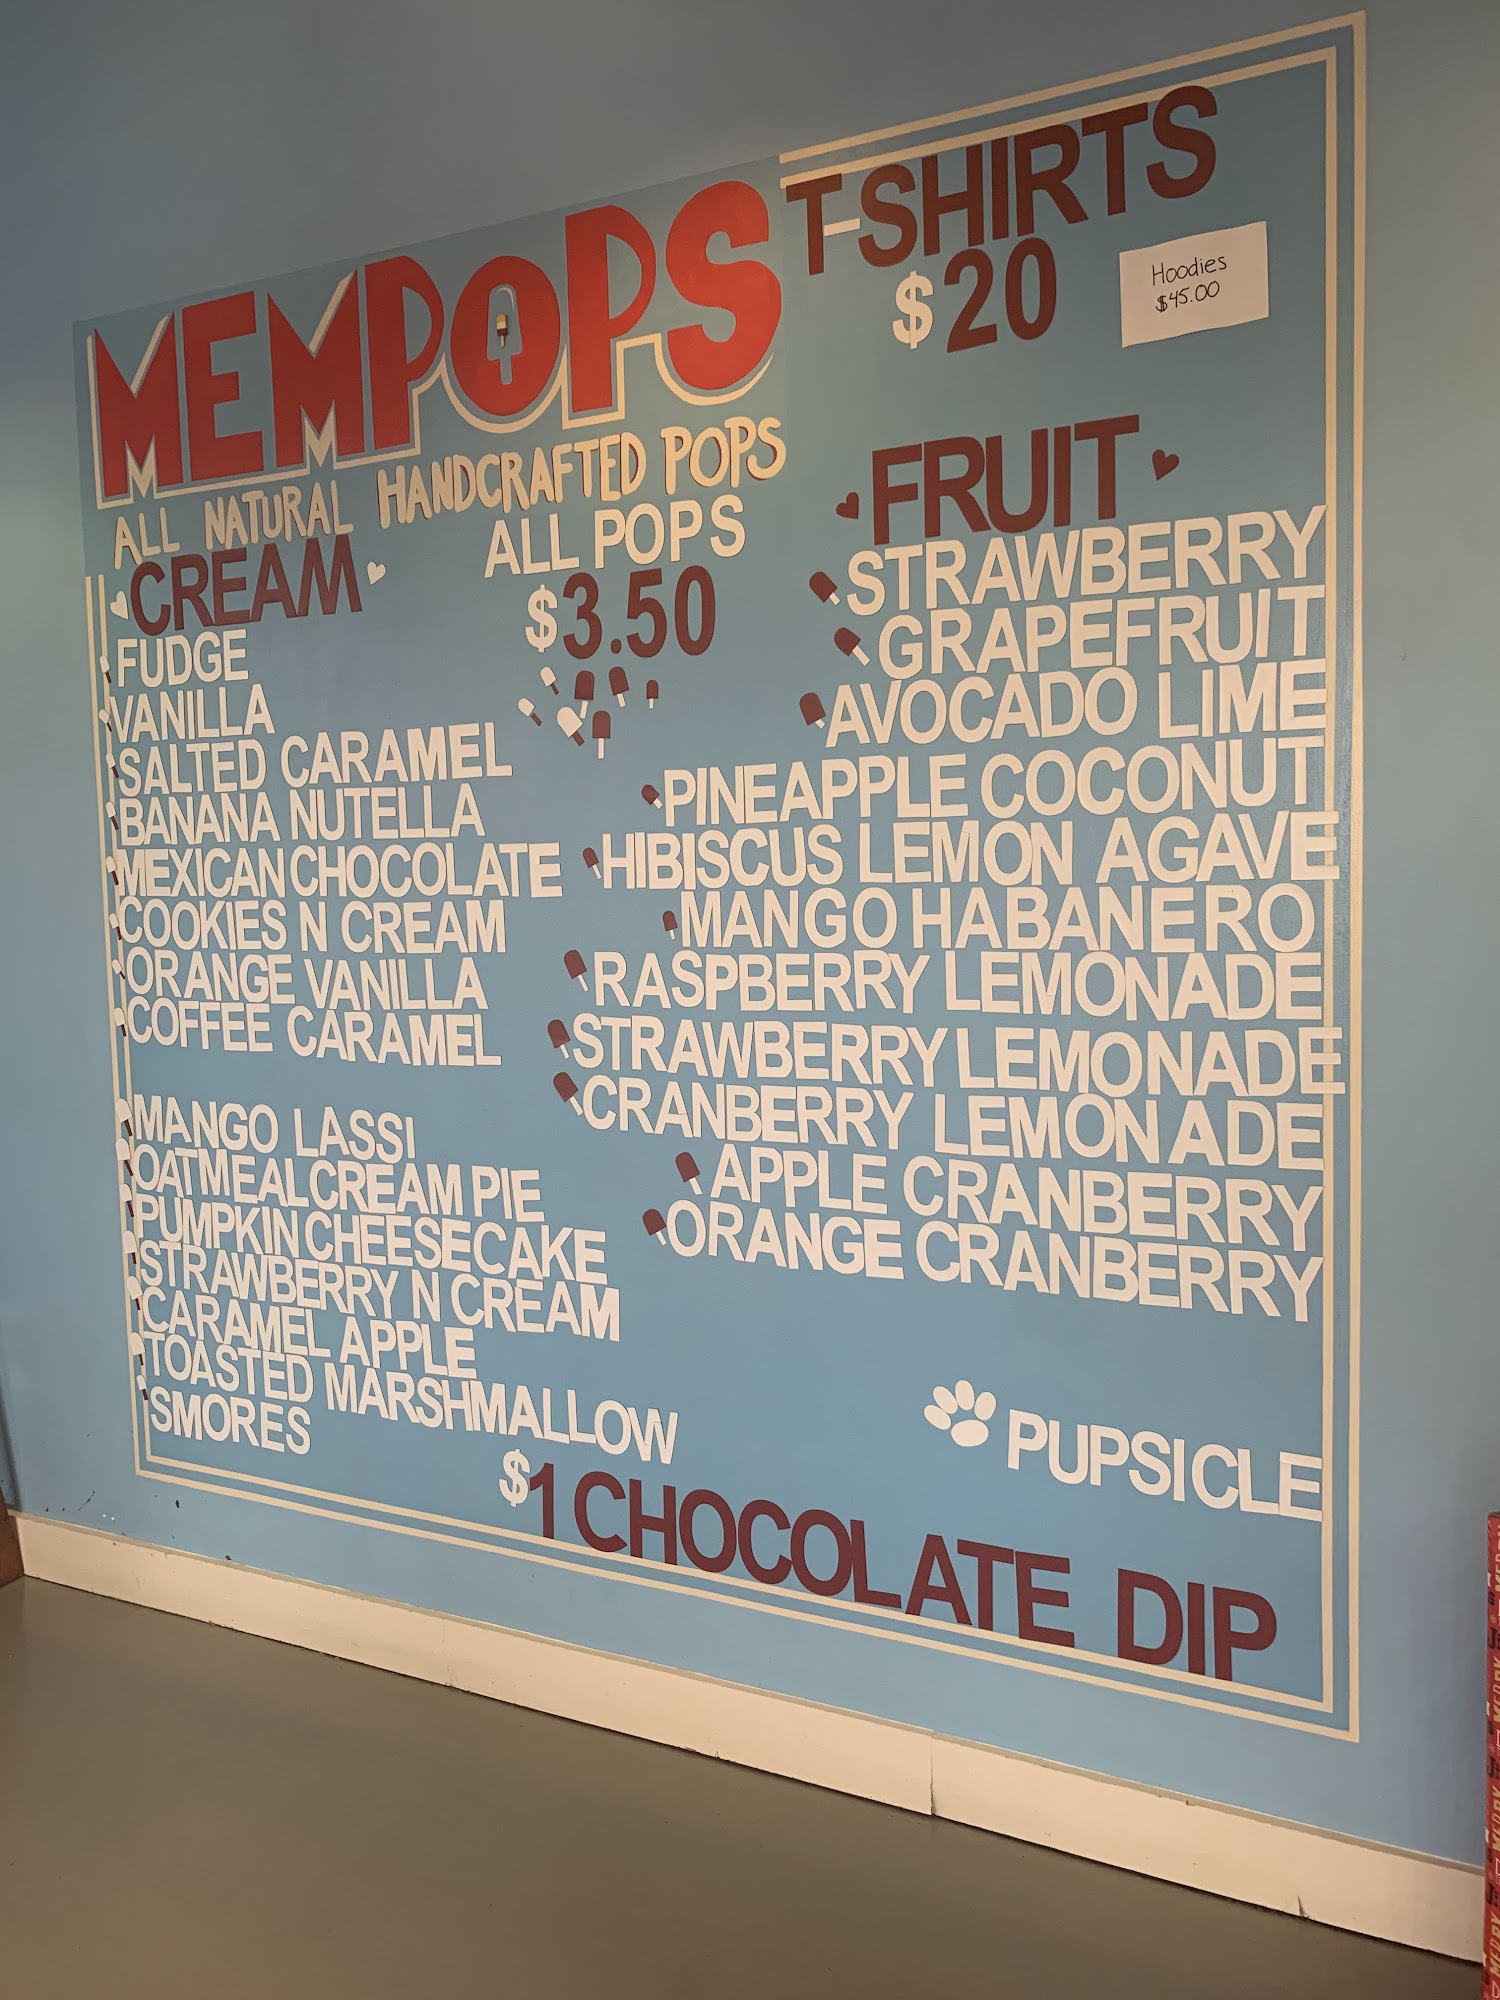 MEMPOPS
ALL NATURAL HANDCRAFTED POPS
T-SHIRTS
$20
Hoodies
$45.00
ALL POPS
$3.50
CREAM
FUDGE
VANILLA
SALTED CARAMEL
BANANA NUTELLA
MEXICAN CHOCOLATE
COOKIES N CREAM
ORANGE VANILLA
COFFEE CARAMEL
MANGO LASSI
OATMEAL CREAM PIE
PUMPKIN CHEESECAKE
STRAWBERRY N CREAM
CARAMEL APPLE
TOASTED MARSHMALLOW
SMORES
FRUIT
STRAWBERRY
GRAPEFRUIT
AVOCADO LIME
PINEAPPLE COCONUT
HIBISCUS LEMON AGAVE
MANGO HABANERO
RASPBERRY LEMONADE
STRAWBERRY LEMONADE
CRANBERRY LEMONADE
APPLE CRANBERRY
ORANGE CRANBERRY
PUPSICLE
$1 CHOCOLATE DIP